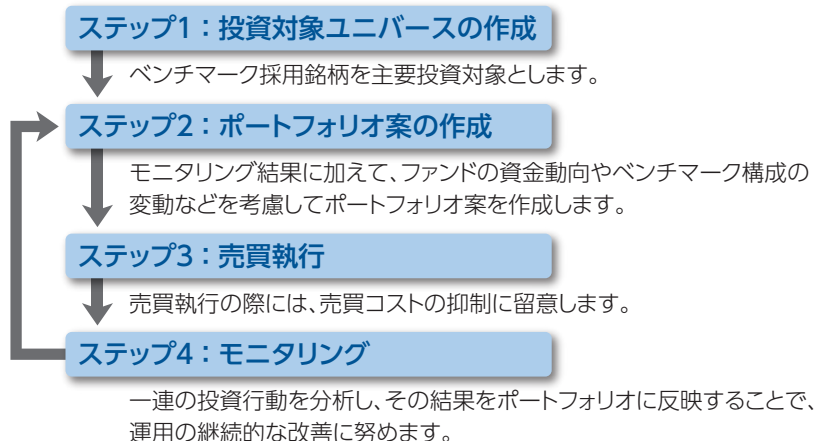 ステップ1：投資対象ユニバースの作成
ベンチマーク採用銘柄を主要投資対象とします。
ステップ2：ポートフォリオ案の作成
モニタリング結果に加えて、ファンドの資金動向やベンチマーク構成の
変動などを考慮してポートフォリオ案を作成します。
ステップ3：売買執行
売買執行の際には、売買コストの抑制に留意します。
ステップ4：モニタリング
一連の投資行動を分析し、その結果をポートフォリオに反映することで、
運用の継続的な改善に努めます。